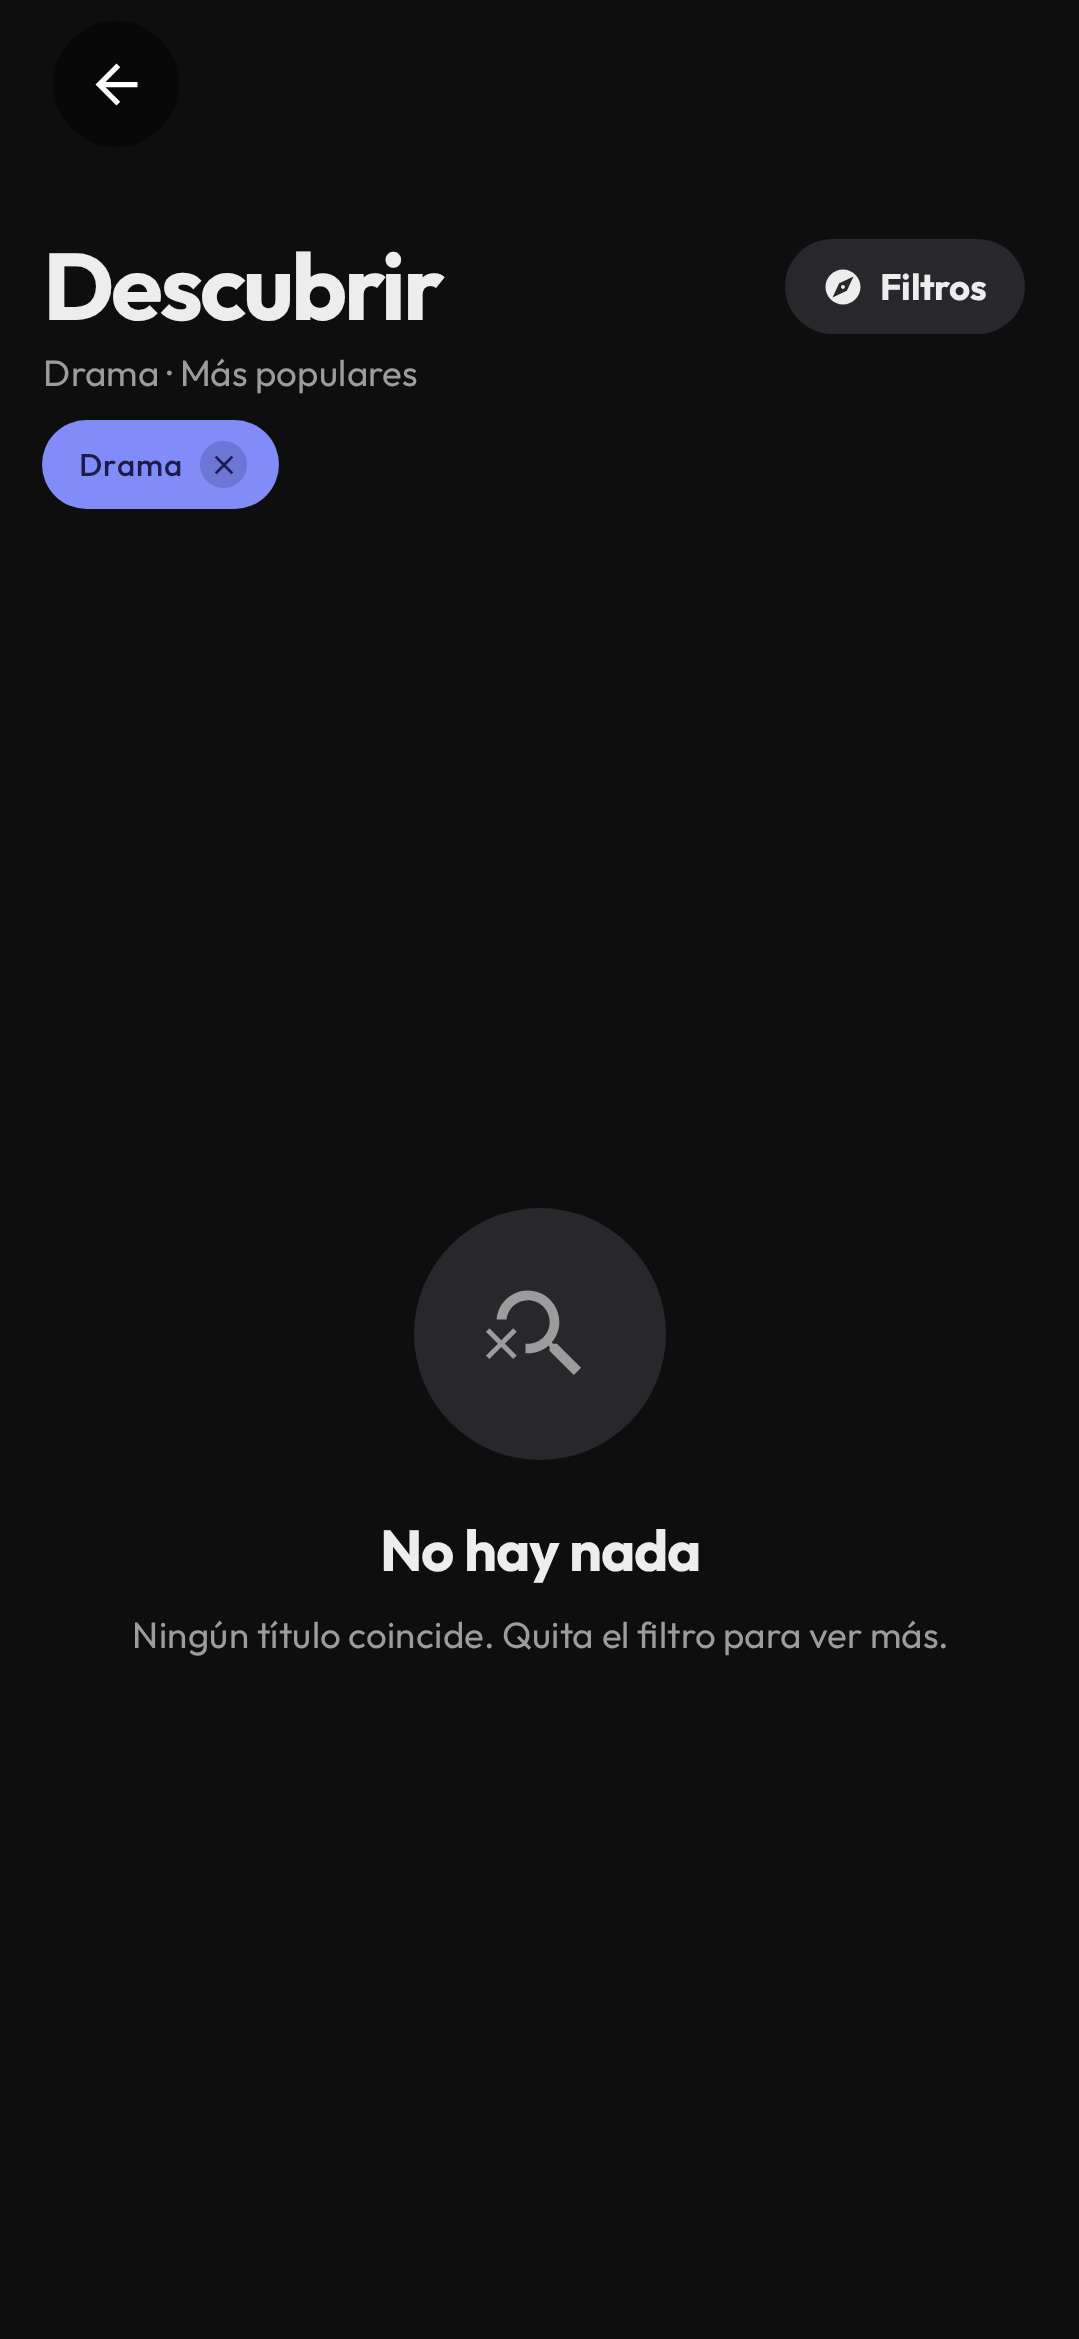 Descubrir
Filtros
Drama · Más populares
Drama
No hay nada
Ningún título coincide. Quita el filtro para ver más.